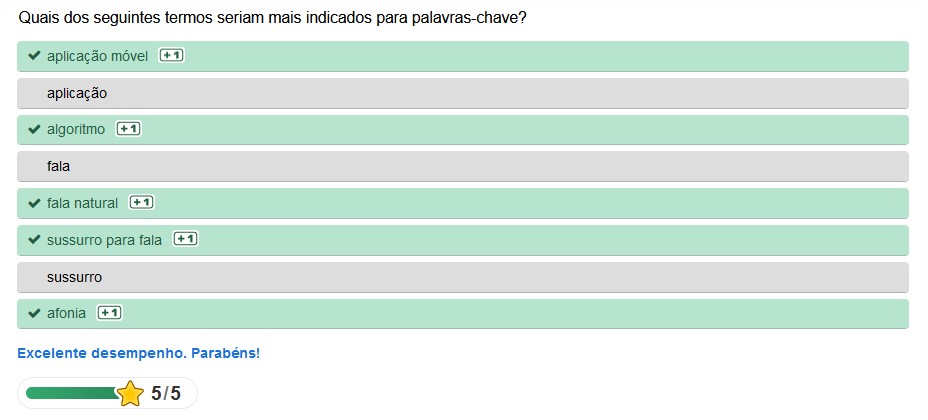 Quais dos seguintes termos seriam mais indicados para palavras-chave?
aplicação móvel +1
aplicação
algoritmo +1
fala
fala natural +1
sussurro para fala +1
sussurro
afonia +1
Excelente desempenho. Parabéns!
5/5